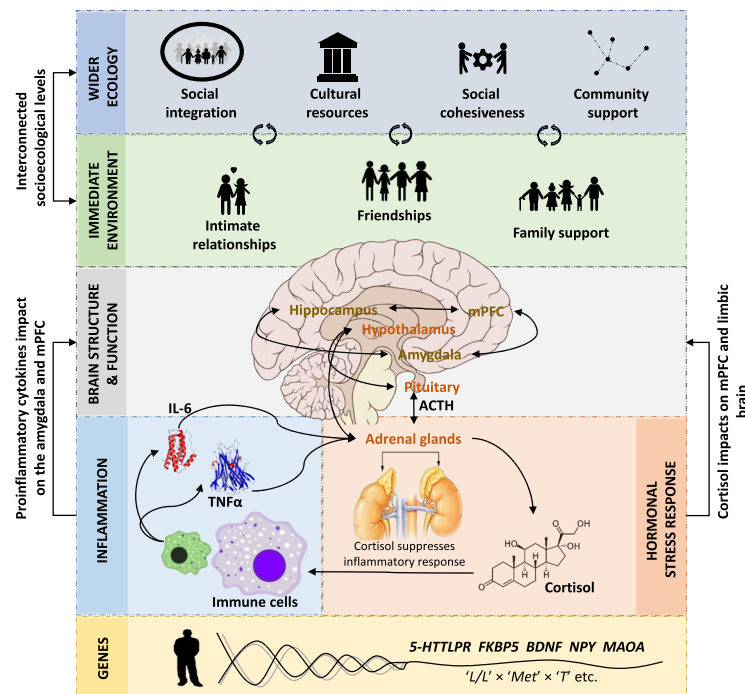 Interconnected
socioecological levels
WIDER
ECOLOGY
Social
integration
Cultural
resources
Social
cohesiveness
Community
support
IMMEDIATE
ENVIRONMENT
Intimate
relationships
Friendships
Family support
Proinflammatory cytokines impact
on the amygdala and mPFC
BRAIN STRUCTURE
& FUNCTION
Hippocampus
mPFC
Hypothalamus
Amygdala
Pituitary
ACTH
Cortisol impacts on mPFC and limbic
brain
INFLAMMATION
IL-6
TNFα
Immune cells
Adrenal glands
Cortisol suppresses
inflammatory response
O
OH
HO
OH
H
H
H
O
Cortisol
HORMONAL
STRESS RESPONSE
GENES
5-HTTLPR FKBP5 BDNF NPY MAOA
‘L/L’ × ‘Met’ × ‘T’ etc.